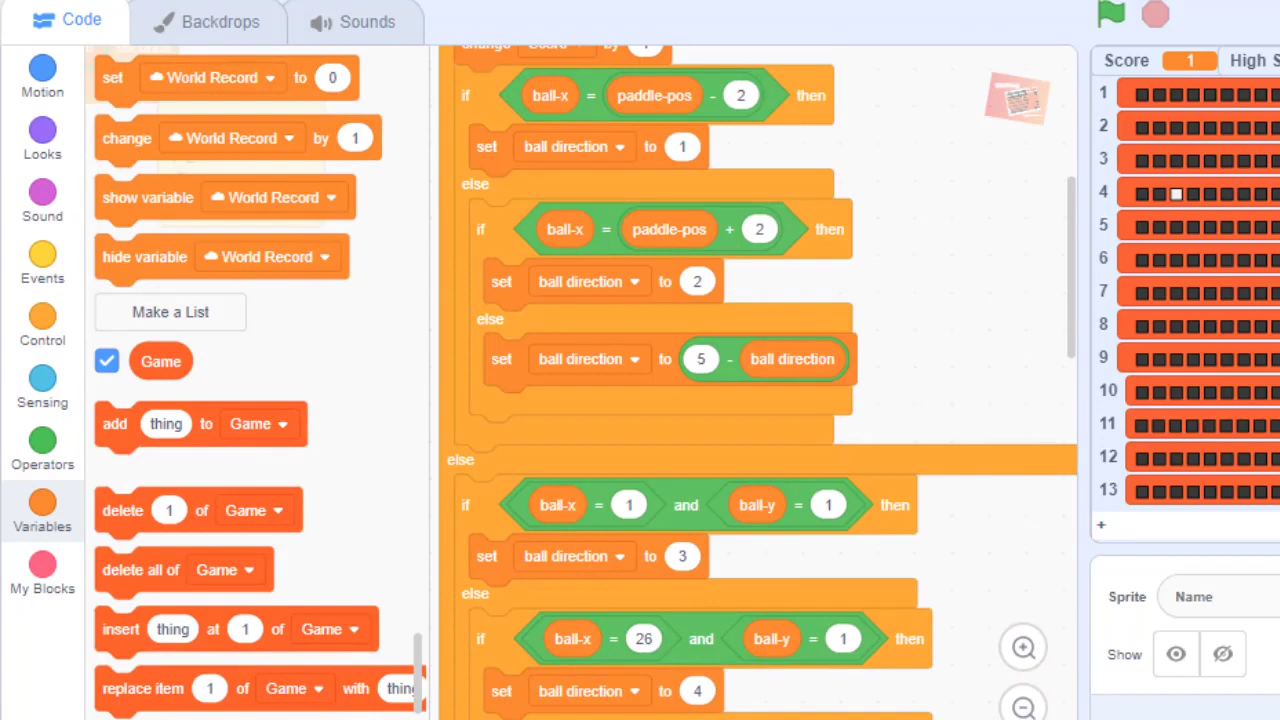 Code
Backdrops
Sounds
Motion
Looks
Sound
Events
Control
Sensing
Operators
Variables
My Blocks
set World Record to 0
change World Record by 1
show variable World Record
hide variable World Record
Make a List
Game
add thing to Game
delete 1 of Game
delete all of Game
insert thing at 1 of Game
replace item 1 of Game with thing
if ball-x = paddle-pos - 2 then
set ball direction to 1
else
if ball-x = paddle-pos + 2 then
set ball direction to 2
else
set ball direction to 5 - ball direction
else
if ball-x = 1 and ball-y = 1 then
set ball direction to 3
else
if ball-x = 26 and ball-y = 1 then
set ball direction to 4
Score 1 High S
1
2
3
4
5
6
7
8
9
10
11
12
13
+
Sprite Name
Show